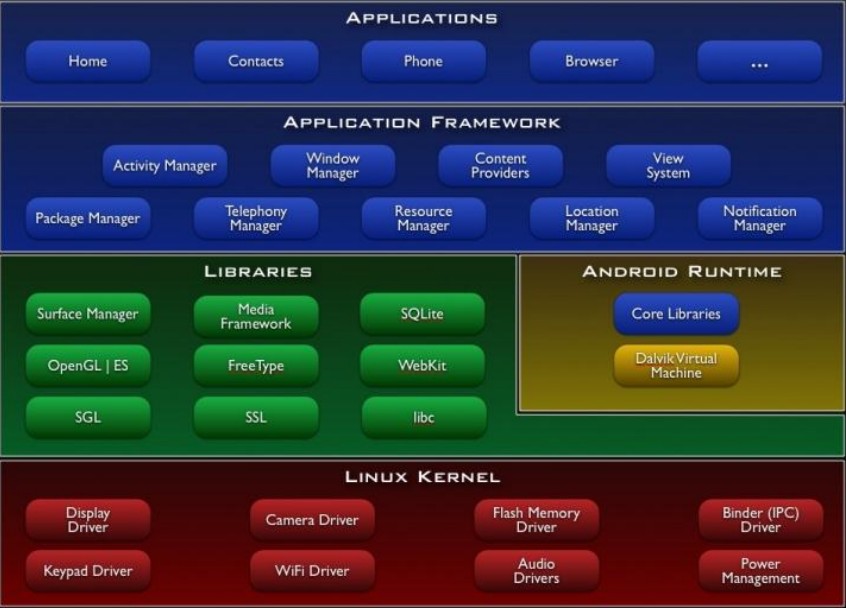 APPLICATIONS
Home
Contacts
Phone
Browser
...
APPLICATION FRAMEWORK
Activity Manager
Window
Manager
Content
Providers
View
System
Package Manager
Telephony
Manager
Resource
Manager
Location
Manager
Notification
Manager
LIBRARIES
Surface Manager
Media
Framework
SQLite
OpenGL | ES
FreeType
WebKit
SGL
SSL
libc
ANDROID RUNTIME
Core Libraries
Dalvik Virtual
Machine
LINUX KERNEL
Display
Driver
Camera Driver
Flash Memory
Driver
Binder (IPC)
Driver
Keypad Driver
WiFi Driver
Audio
Drivers
Power
Management